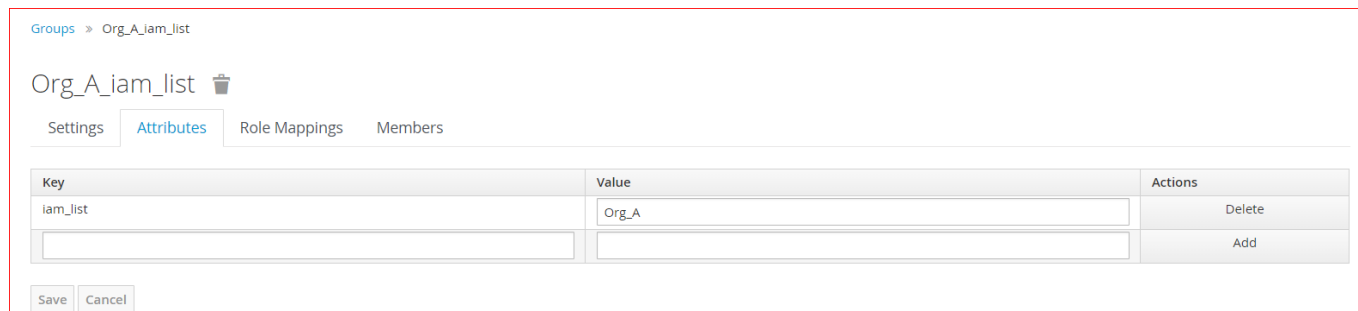 Groups » Org_A_iam_list
Org_A_iam_list
Settings Attributes Role Mappings Members
Key Value Actions
iam_list Org_A Delete
Add
Save Cancel